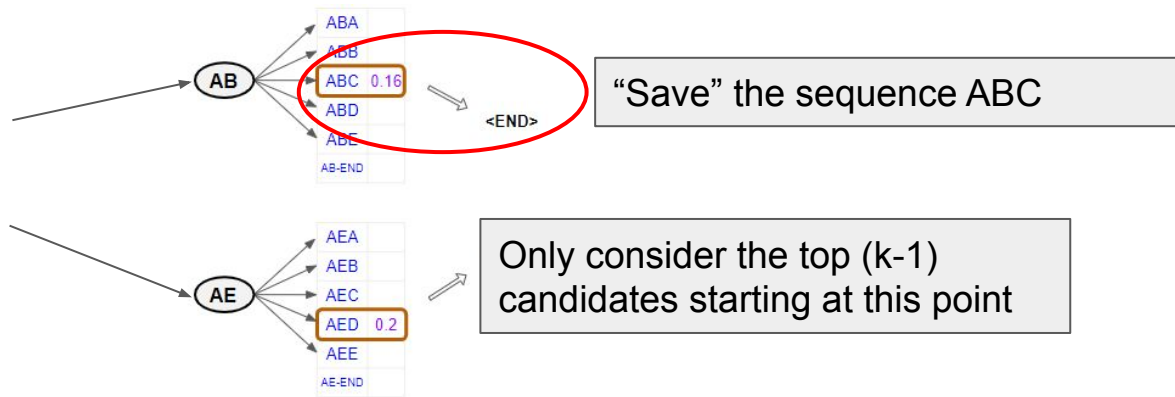 ABA
ABB
AB
ABC 0.16
“Save” the sequence ABC
ABD
<END>
ABE
AB-END
AEA
Only consider the top (k-1)
AEB
AE
AEC
candidates starting at this point
AED 0.2
AEE
AE-END